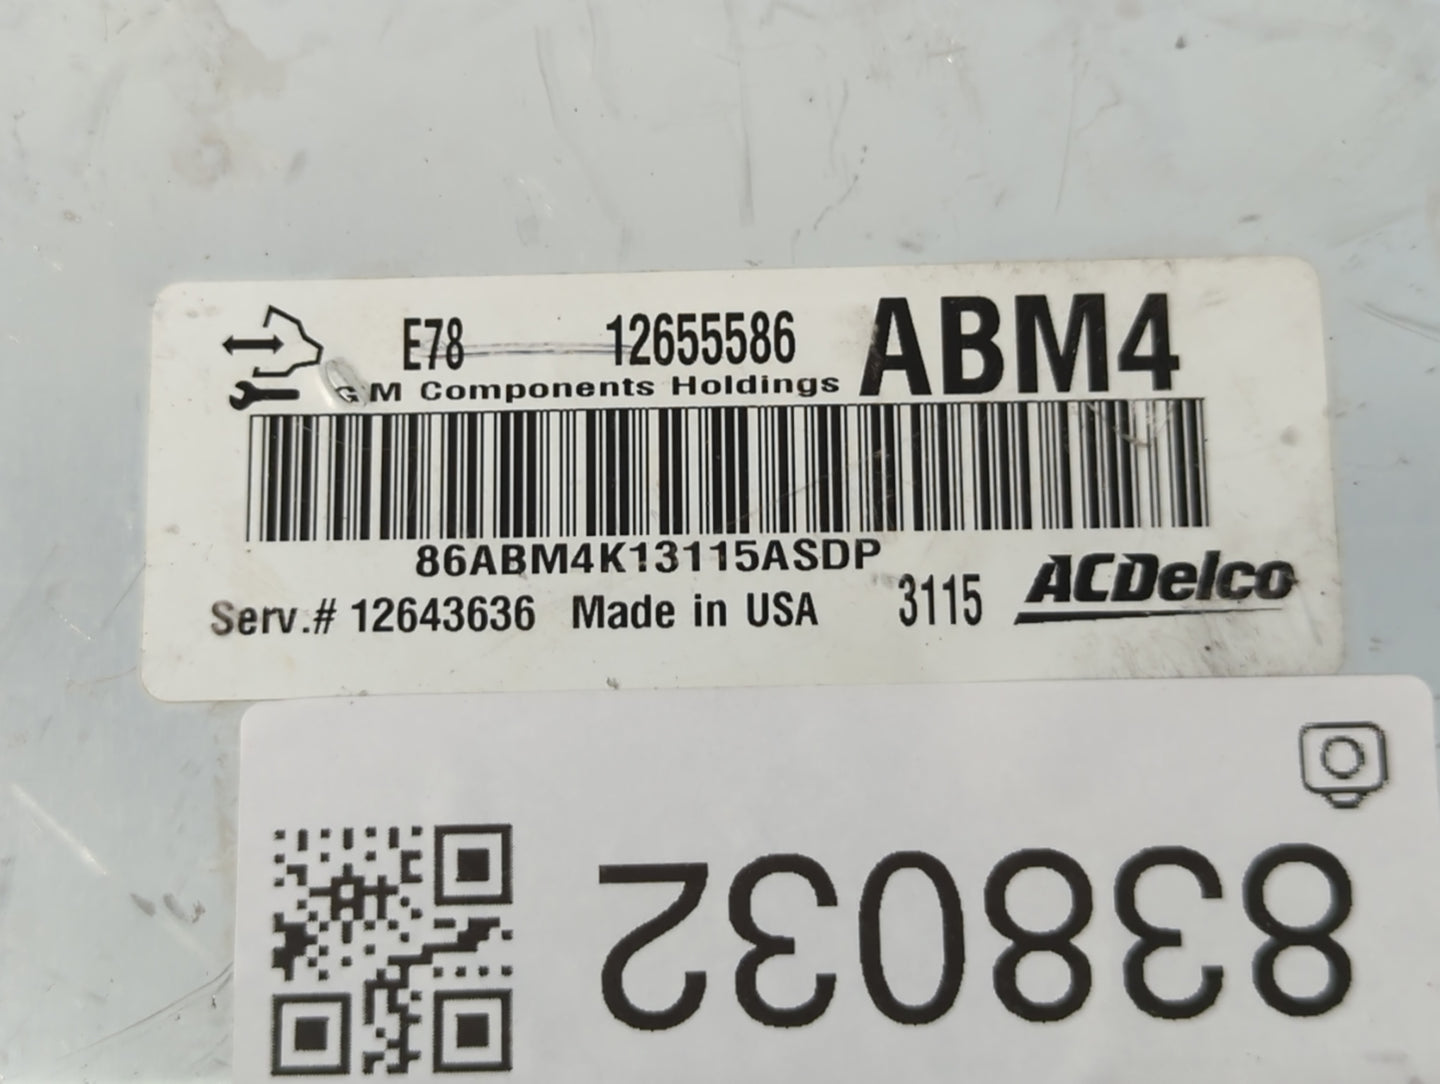 E78 12655586 ABM4
GM Components Holdings
86ABM4K13115ASDP
Serv.# 12643636 Made in USA 3115 ACDelco
838032